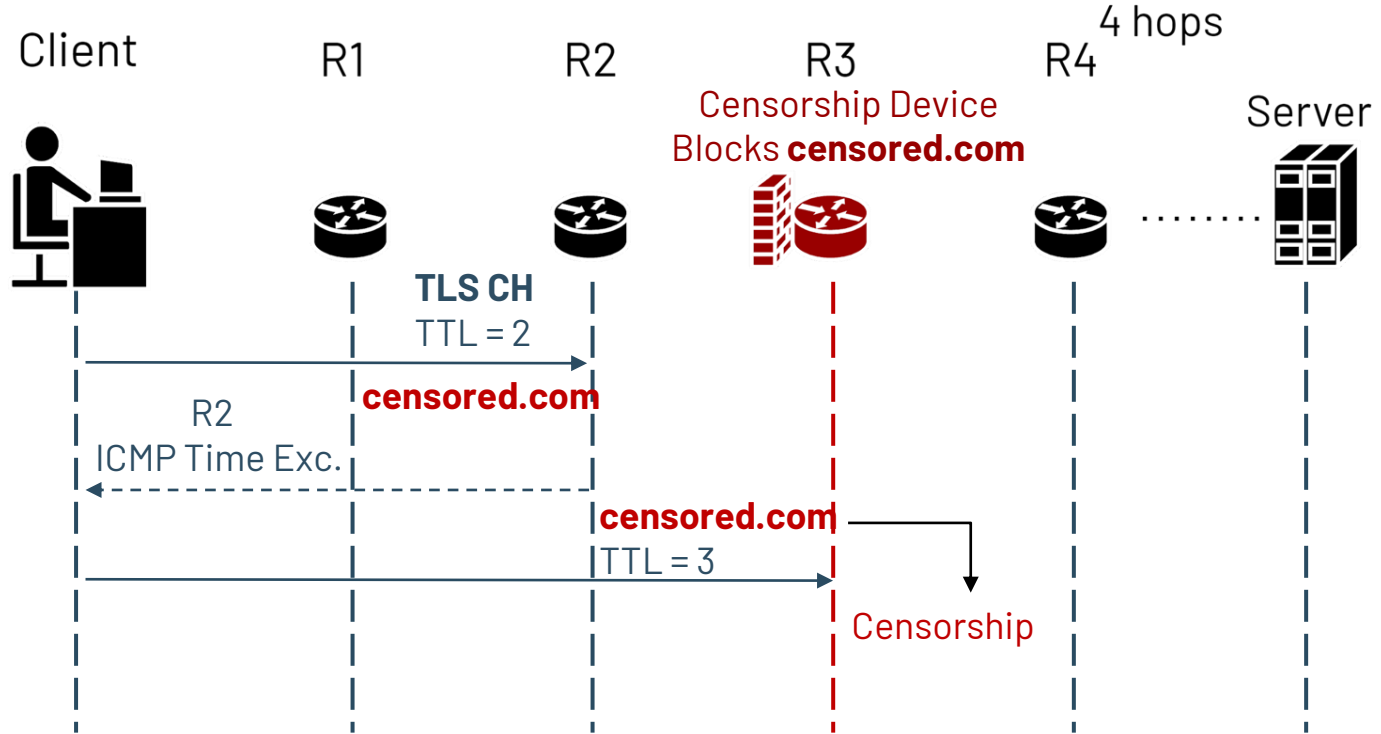 4 hops
Client
R1
R2
R3
R4
Censorship Device
Blocks censored.com
Server
TLS CH
TTL = 2
censored.com
R2
ICMP Time Exc.
censored.com
TTL = 3
Censorship